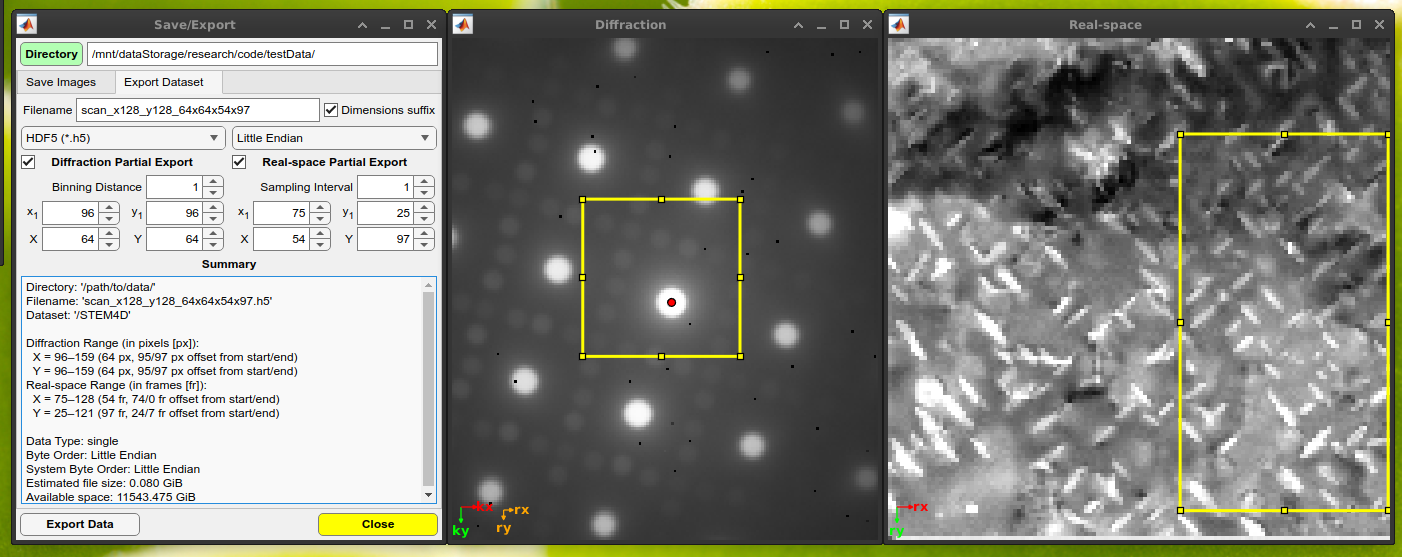 Save/Export
Directory /mnt/dataStorage/research/code/testData/
Save Images Export Dataset
Filename scan_x128_y128_64x64x54x97 Dimensions suffix
HDF5 (*.h5) Little Endian
Diffraction Partial Export Real-space Partial Export
Binning Distance 1 Sampling Interval 1
x1 96 y1 96 x1 75 y1 25
X 64 Y 64 X 54 Y 97
Summary
Directory: '/path/to/data/'
Filename: 'scan_x128_y128_64x64x54x97.h5'
Dataset: '/STEM4D'
Diffraction Range (in pixels [px]):
X = 96–159 (64 px, 95/97 px offset from start/end)
Y = 96–159 (64 px, 95/97 px offset from start/end)
Real-space Range (in frames [fr]):
X = 75–128 (54 fr, 74/0 fr offset from start/end)
Y = 25–121 (97 fr, 24/7 fr offset from start/end)
Data Type: single
Byte Order: Little Endian
System Byte Order: Little Endian
Estimated file size: 0.080 GiB
Available space: 11543.475 GiB
Export Data Close
Diffraction
kx
ky
rx
ry
Real-space
rx
ry